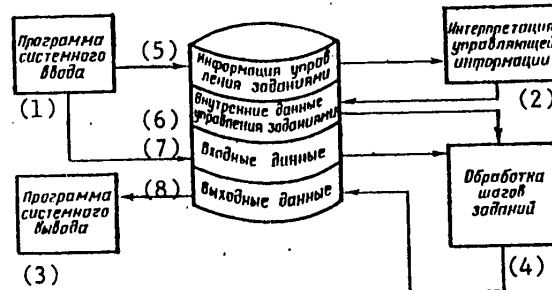 Программа
системного
ввода
(1)
(5)
Информация управ-
ления заданиями
Интерпретация
управляющей
информации
(2)
(6)
Внутренние данные
управления заданиями
(7)
Входные данные
(8)
Выходные данные
Программа
системного
вывода
(3)
Обработка
шагов
заданий
(4)